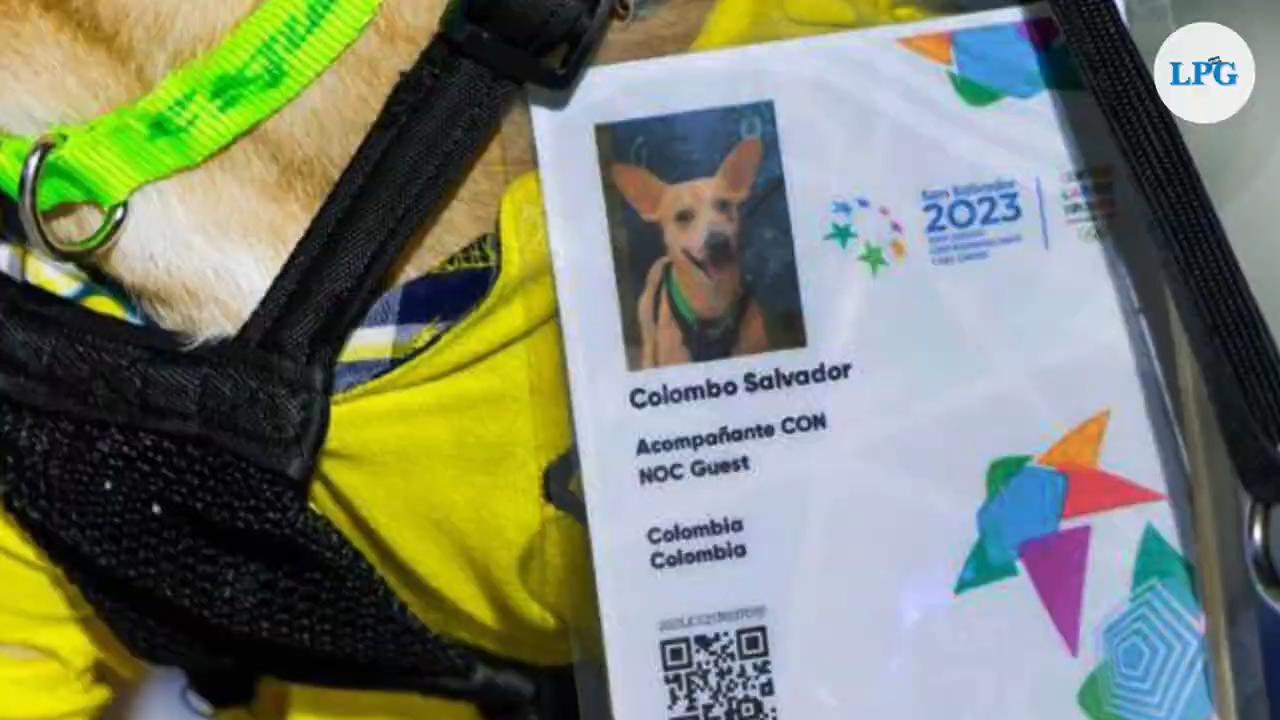 LPG
San Salvador
2023
Colombo Salvador
Acompañante CON
NOC Guest
Colombia
Colombia